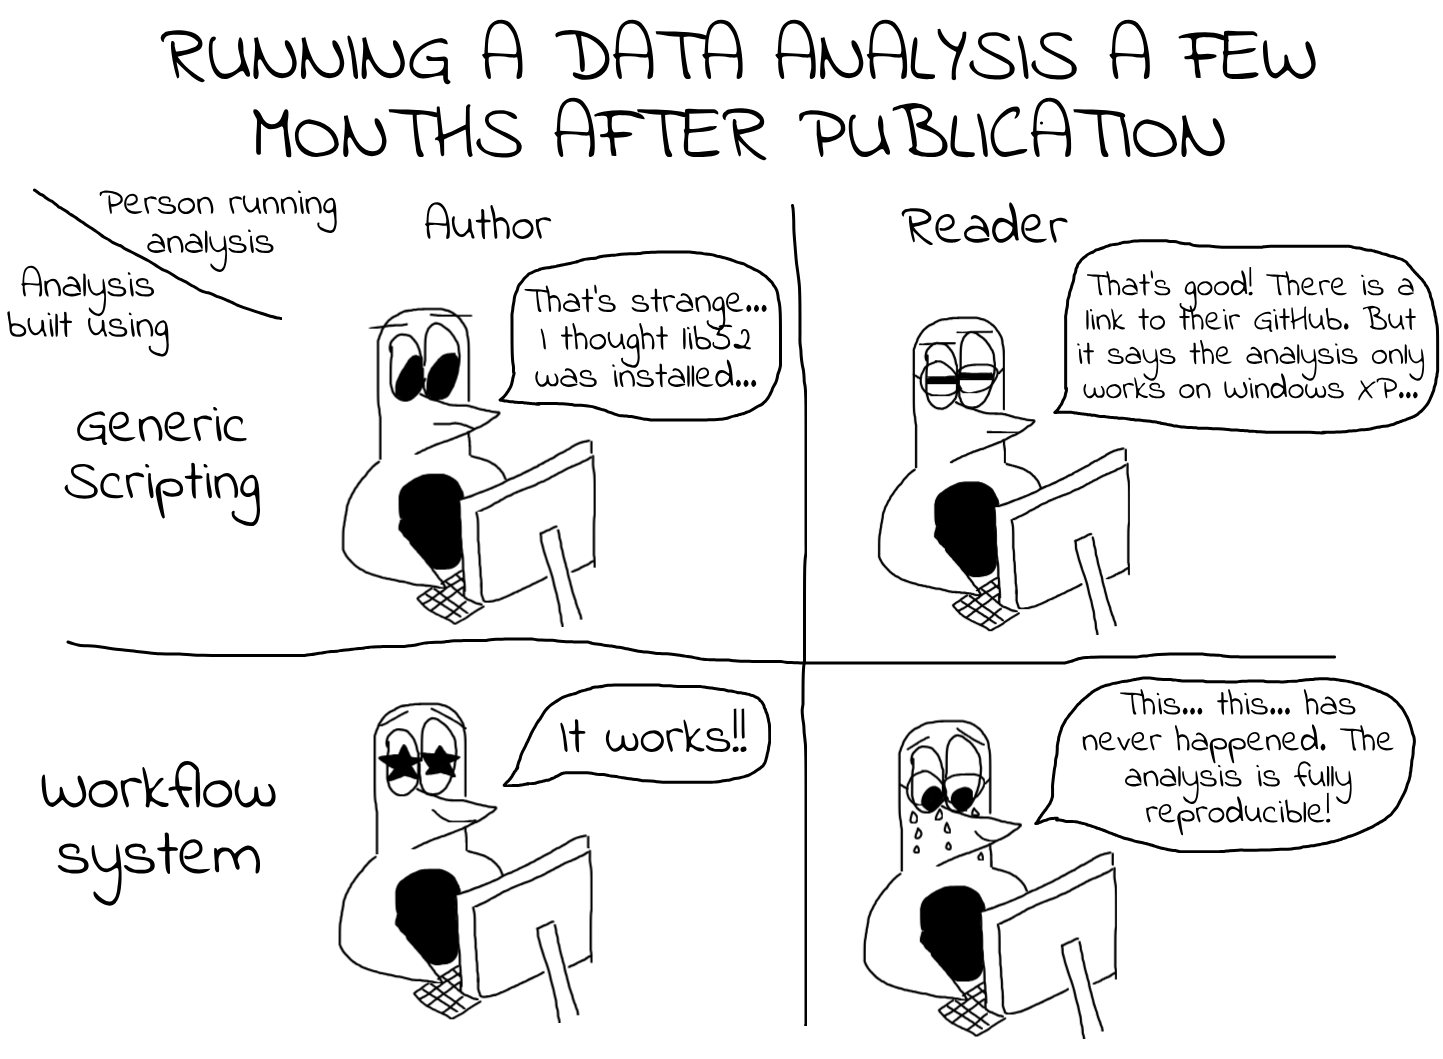 RUNNING A DATA ANALYSIS A FEW
MONTHS AFTER PUBLICATION
Person running
analysis
Analysis
built using
Author
Reader
Generic
Scripting
That's strange...
I thought lib52
was installed...
That's good! There is a
link to their GitHub. But
it says the analysis only
works on Windows XP...
Workflow
system
It works!!
This... this... has
never happened. The
analysis is fully
reproducible!